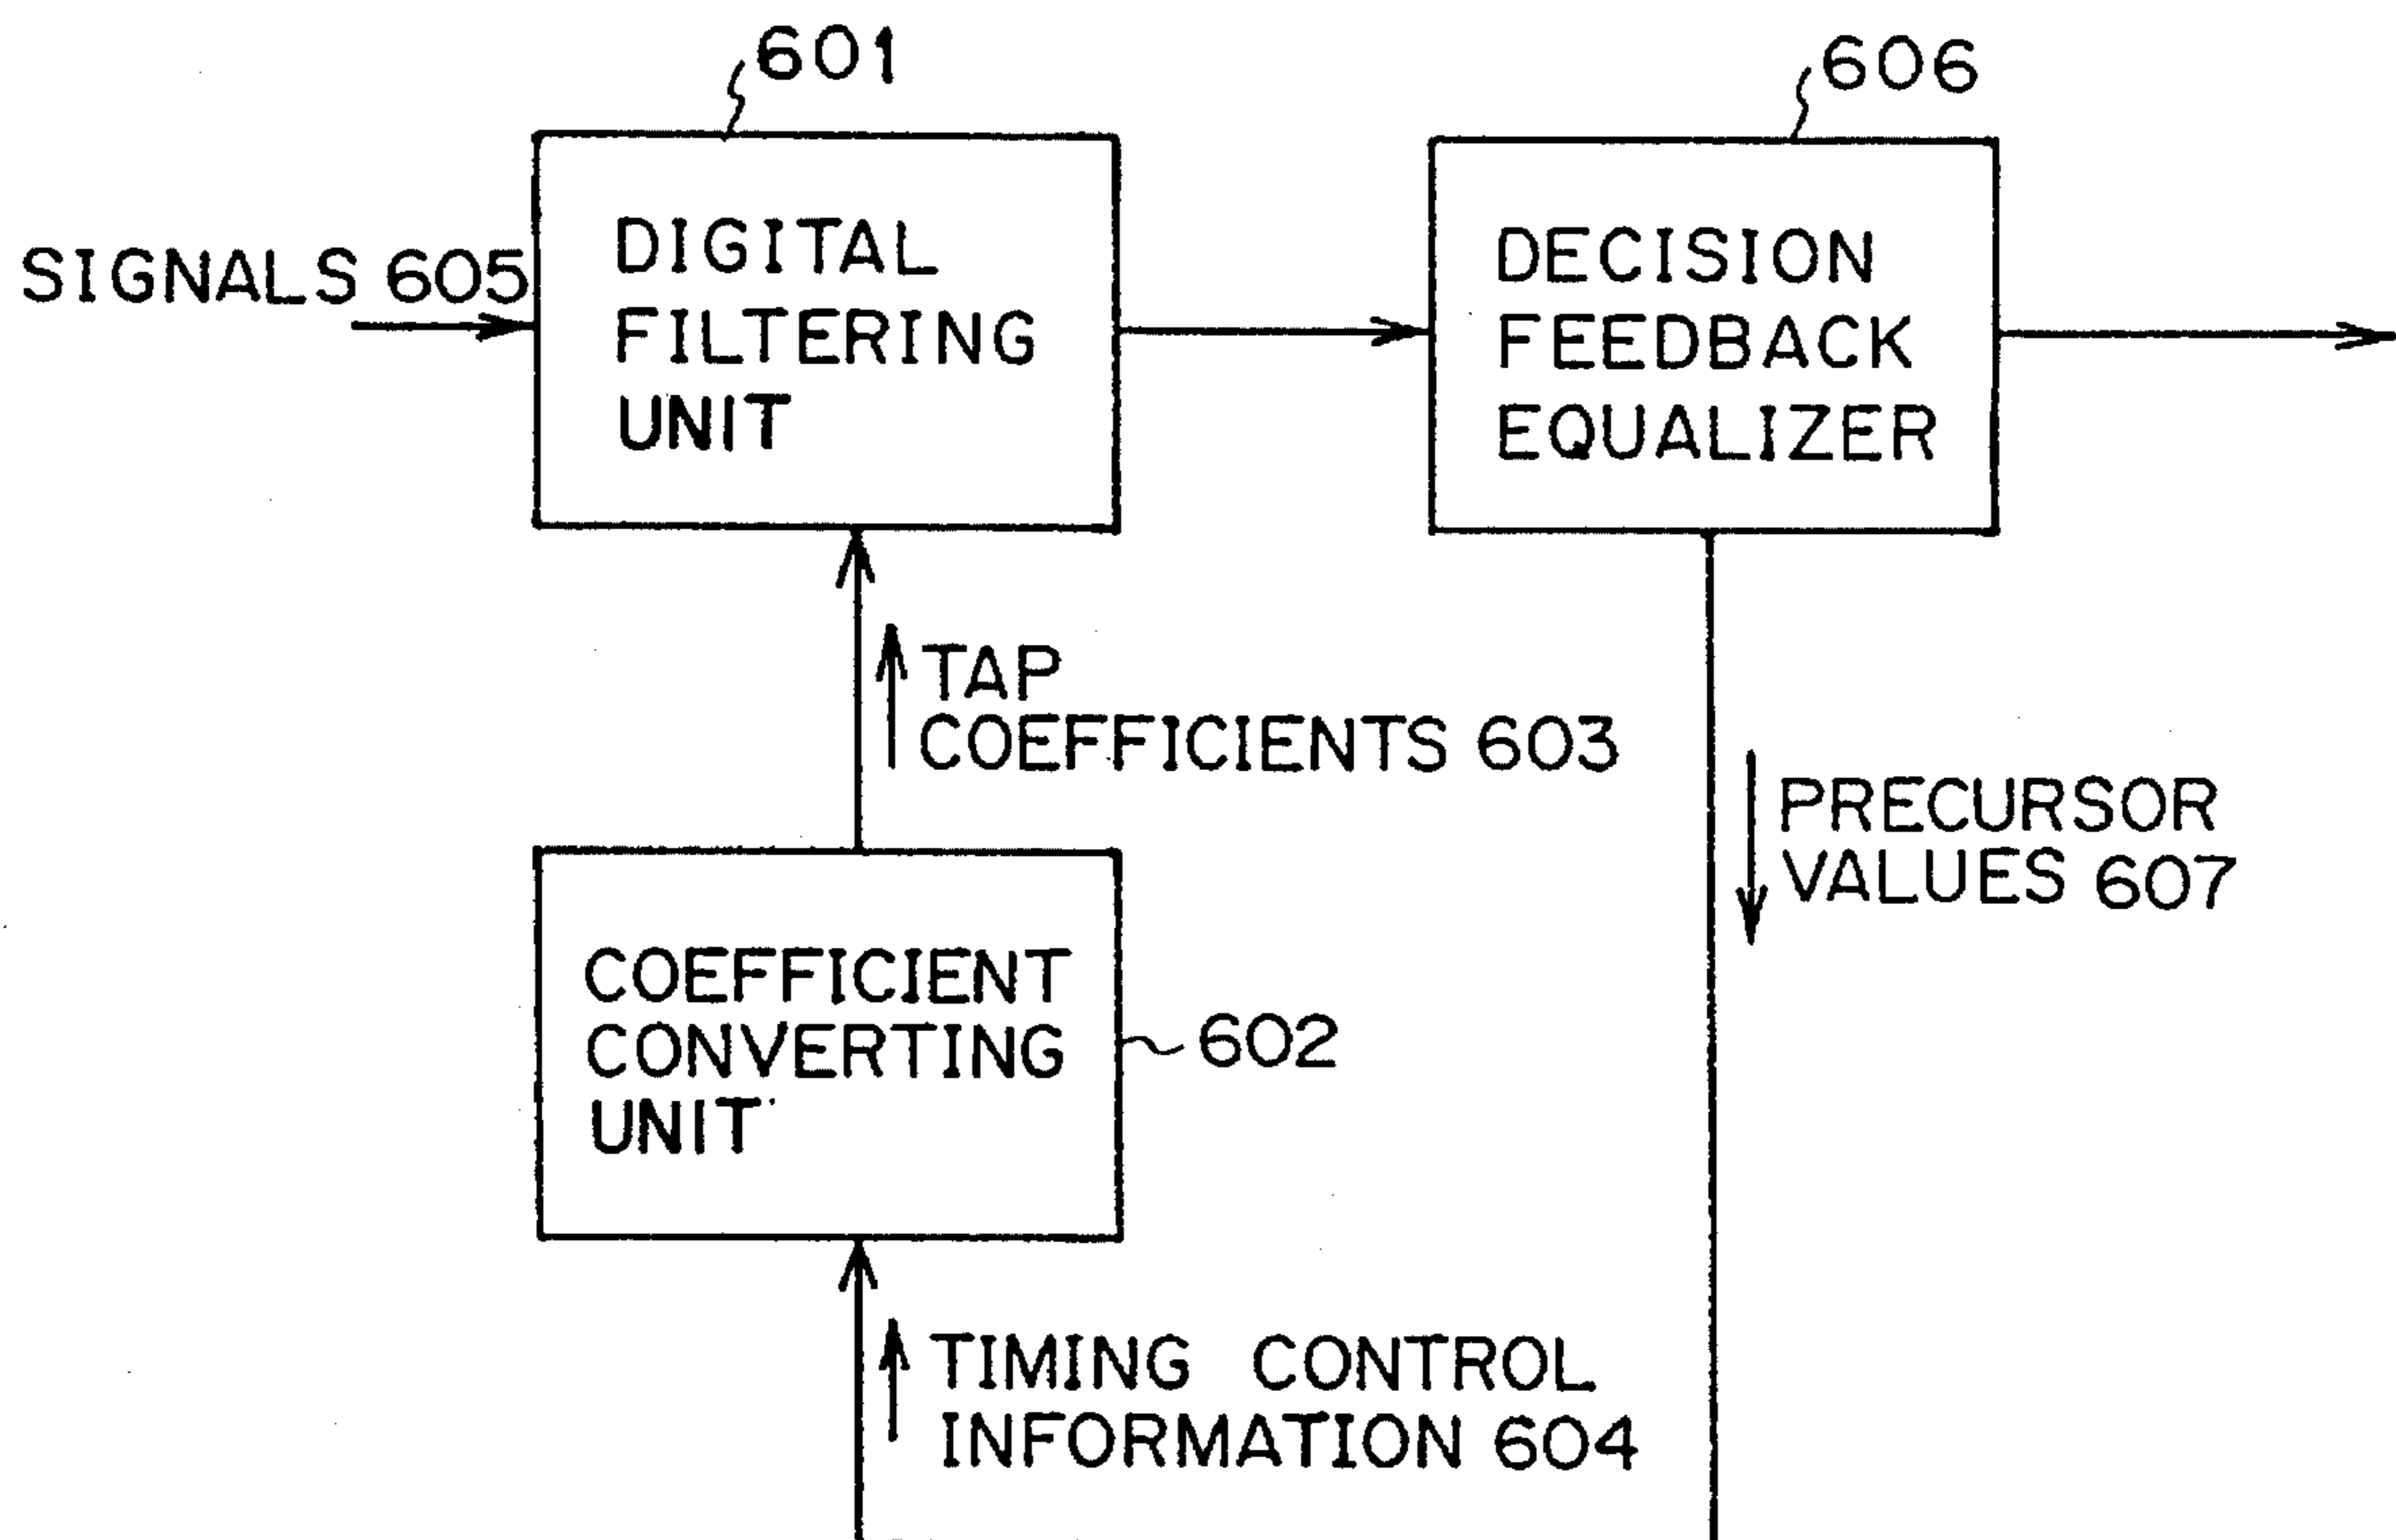 601
606
SIGNALS 605
DIGITAL
FILTERING
UNIT
DECISION
FEEDBACK
EQUALIZER
TAP
COEFFICIENTS 603
PRECURSOR
VALUES 607
COEFFICIENT
CONVERTING
UNIT
602
TIMING CONTROL
INFORMATION 604